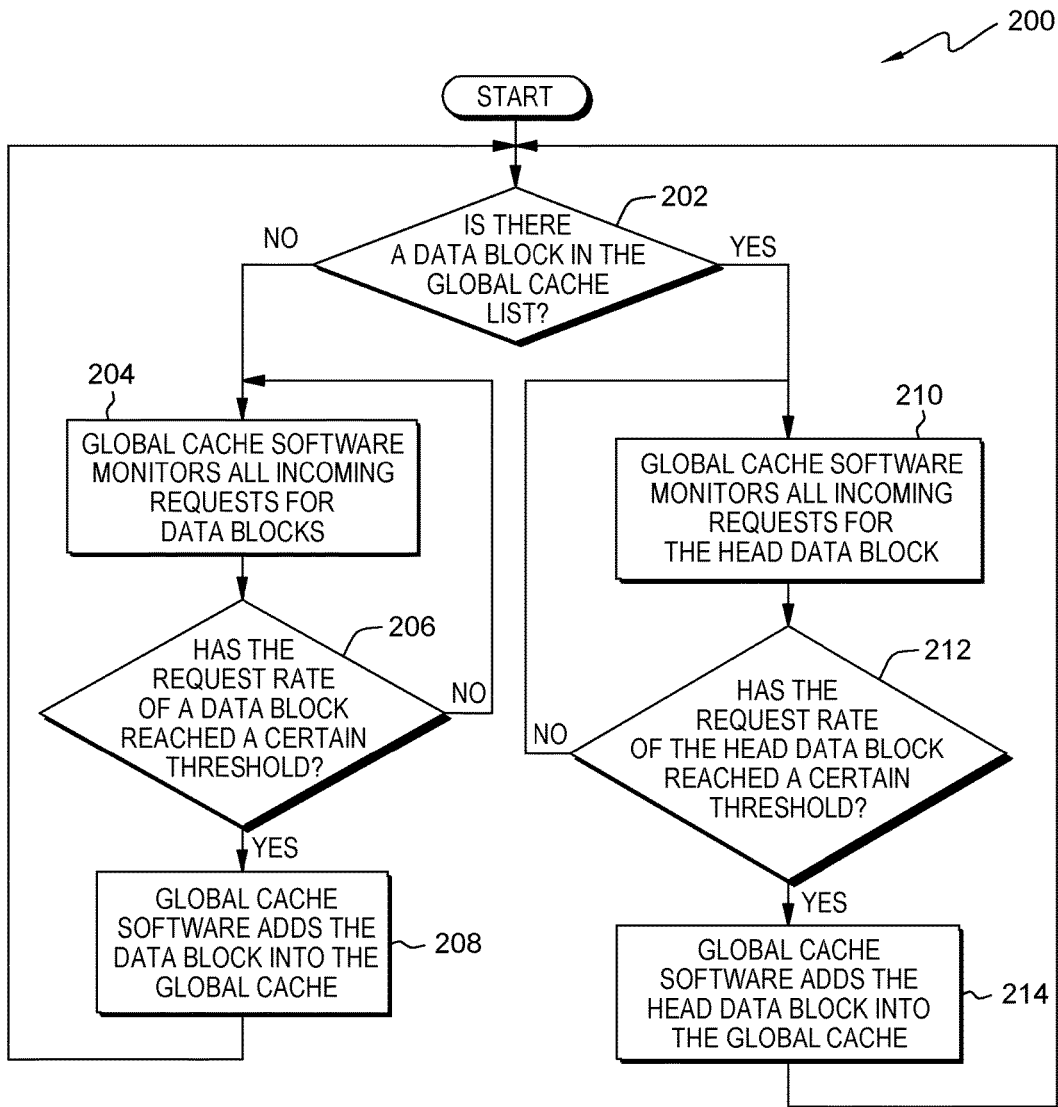 200
START
202
IS THERE
A DATA BLOCK IN THE
GLOBAL CACHE
LIST?
NO
YES
204
GLOBAL CACHE SOFTWARE
MONITORS ALL INCOMING
REQUESTS FOR
DATA BLOCKS
206
HAS THE
REQUEST RATE
OF A DATA BLOCK
REACHED A CERTAIN
THRESHOLD?
NO
YES
GLOBAL CACHE
SOFTWARE ADDS THE
DATA BLOCK INTO THE
GLOBAL CACHE
208
210
GLOBAL CACHE SOFTWARE
MONITORS ALL INCOMING
REQUESTS FOR
THE HEAD DATA BLOCK
212
HAS THE
REQUEST RATE
OF THE HEAD DATA BLOCK
REACHED A CERTAIN
THRESHOLD?
NO
YES
GLOBAL CACHE
SOFTWARE ADDS THE
HEAD DATA BLOCK INTO
THE GLOBAL CACHE
214